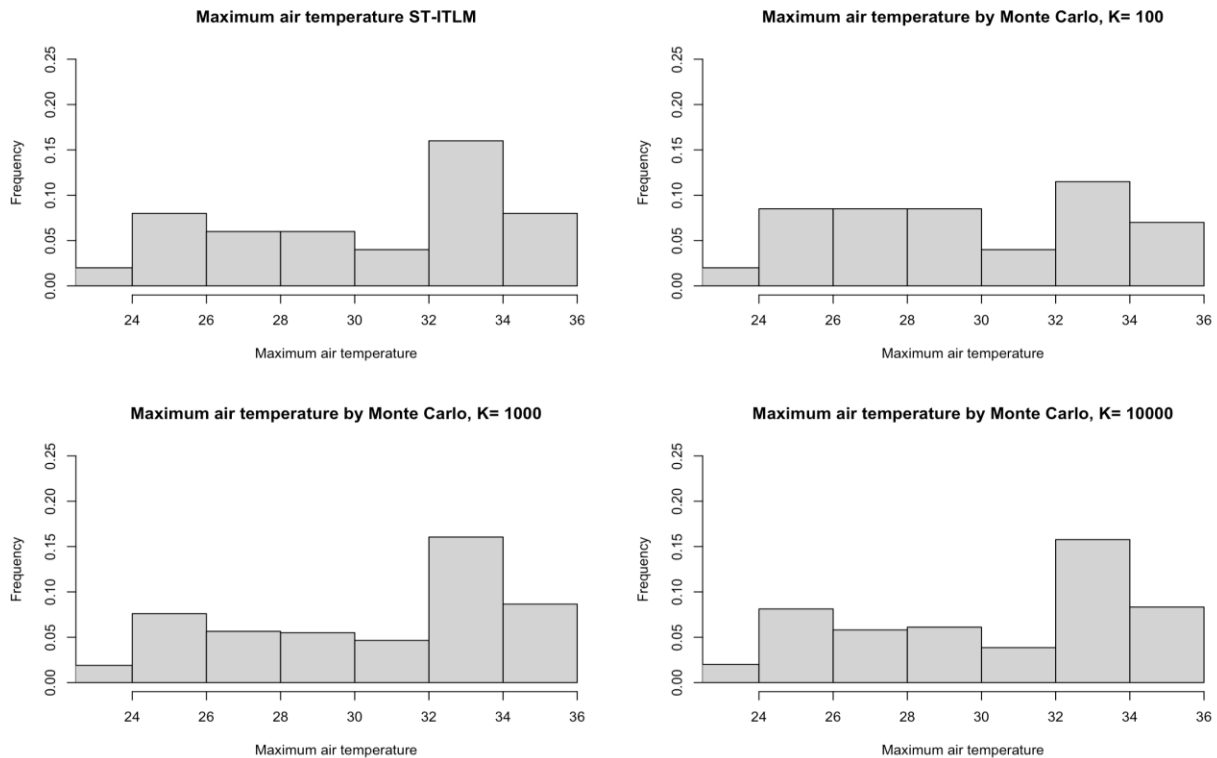 Maximum air temperature ST-ITLM
Frequency
0.25
0.20
0.15
0.10
0.05
0.00
24 26 28 30 32 34 36
Maximum air temperature
Maximum air temperature by Monte Carlo, K= 100
Frequency
0.25
0.20
0.15
0.10
0.05
0.00
24 26 28 30 32 34 36
Maximum air temperature
Maximum air temperature by Monte Carlo, K= 1000
Frequency
0.25
0.20
0.15
0.10
0.05
0.00
24 26 28 30 32 34 36
Maximum air temperature
Maximum air temperature by Monte Carlo, K= 10000
Frequency
0.25
0.20
0.15
0.10
0.05
0.00
24 26 28 30 32 34 36
Maximum air temperature